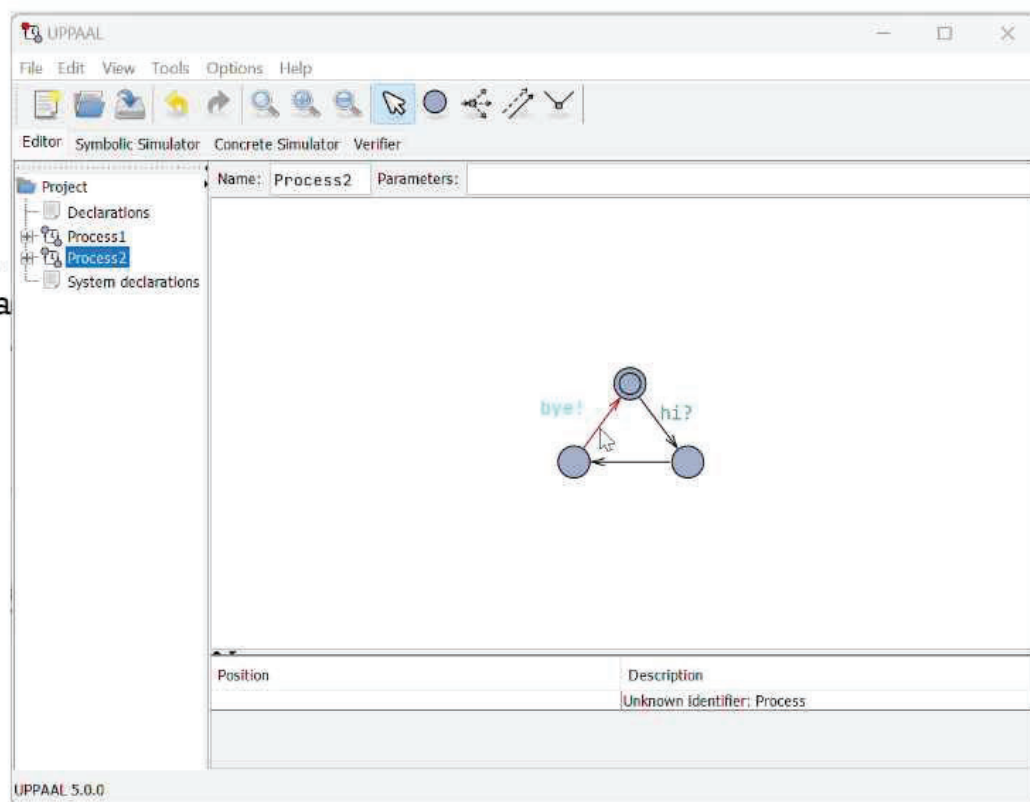 UPPAAL
File Edit View Tools Options Help
Editor Symbolic Simulator Concrete Simulator Verifier
Project
Declarations
Process1
Process2
System declarations
Name: Process2 Parameters:
bye!
hi?
Position Description
Unknown identifier: Process
UPPAAL 5.0.0
a